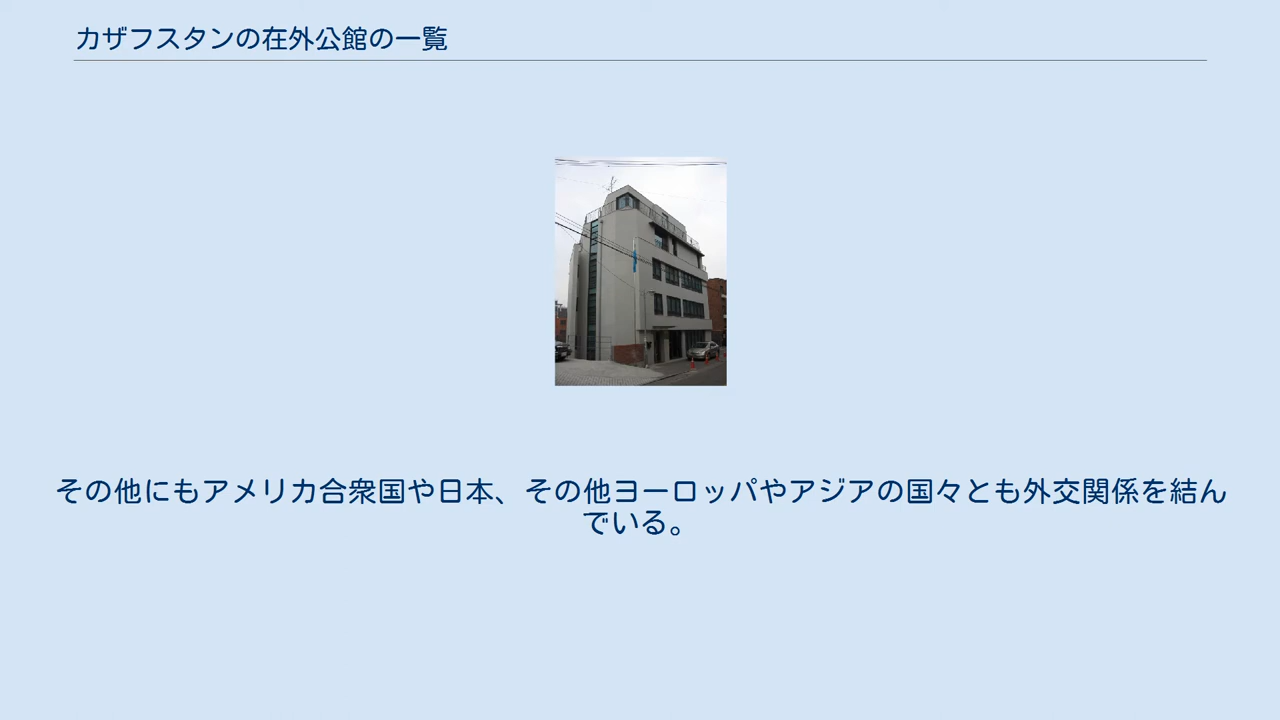 カザフスタンの在外公館の一覧
その他にもアメリカ合衆国や日本、その他ヨーロッパやアジアの国々とも外交関係を結ん
でいる。